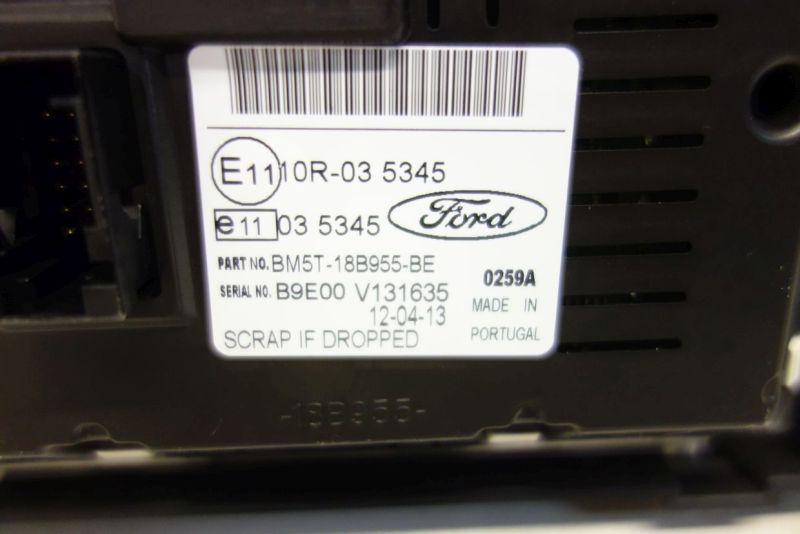 E11 10R-03 5345
e11 03 5345 Ford
PART NO. BM5T-18B955-BE
0259A
SERIAL NO. B9E00 V131635
12-04-13
MADE IN
PORTUGAL
SCRAP IF DROPPED
-18B955-